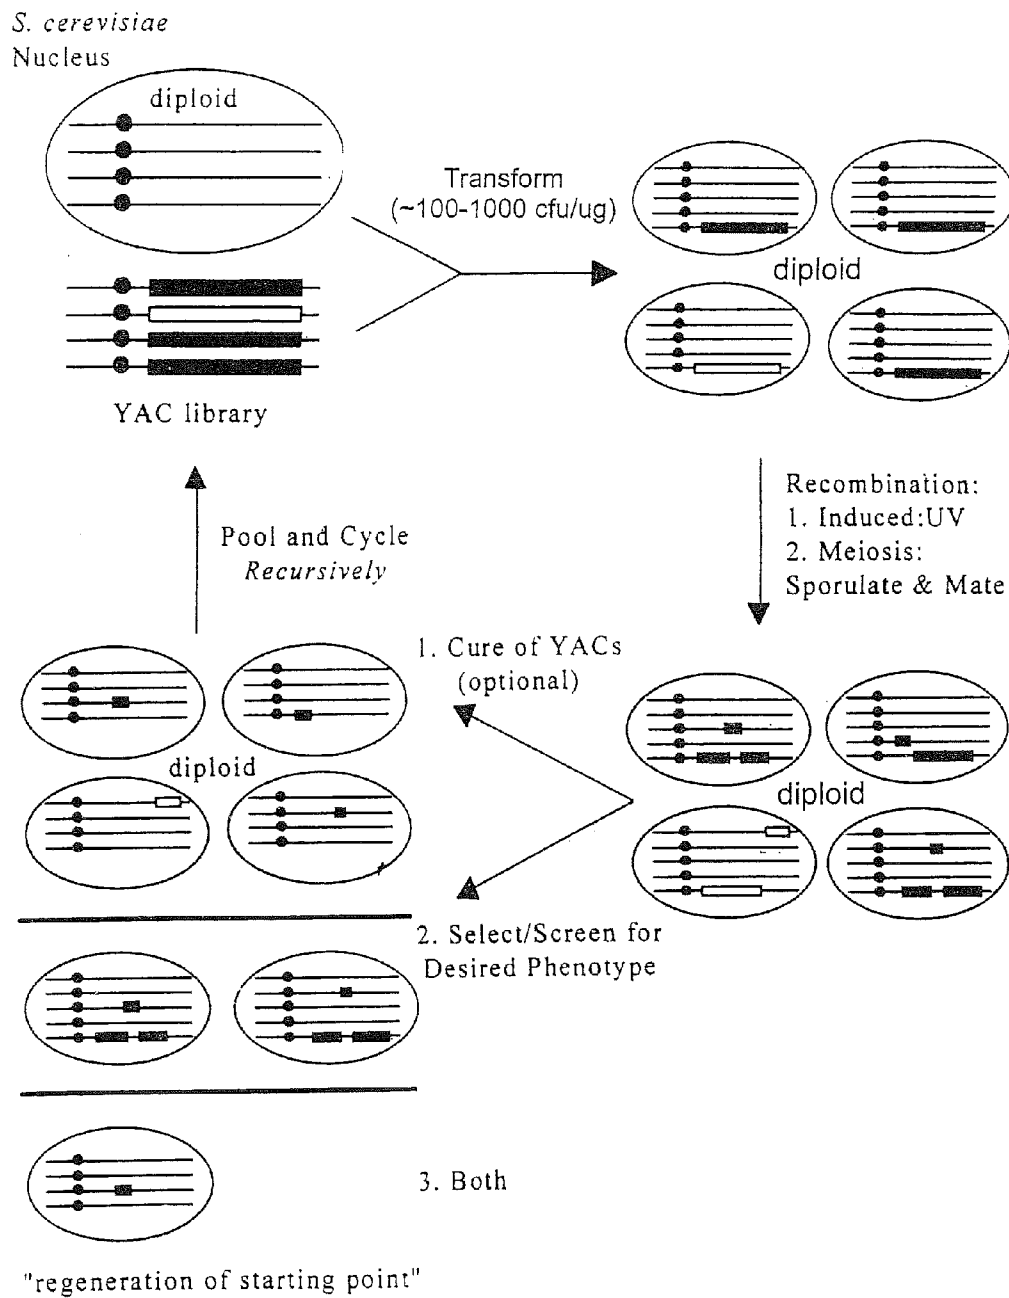 S. cerevisiae
Nucleus
diploid
Transform
(~100-1000 cfu/ug)
diploid
YAC library
Recombination:
1. Induced:UV
2. Meiosis:
Sporulate & Mate
Pool and Cycle
Recursively
1. Cure of YACs
(optional)
diploid
diploid
2. Select/Screen for
Desired Phenotype
3. Both
"regeneration of starting point"